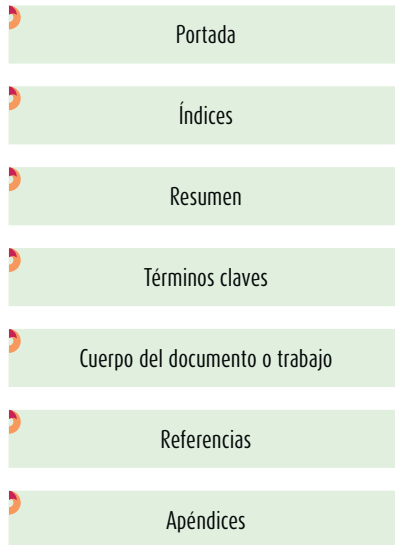 Portada
Índices
Resumen
Términos claves
Cuerpo del documento o trabajo
Referencias
Apéndices